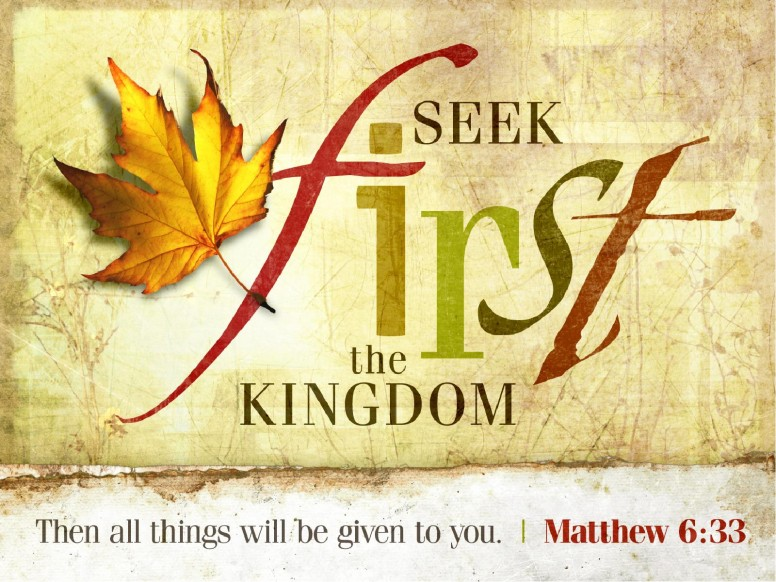 SEEK
first
the
KINGDOM
Then all things will be given to you. | Matthew 6:33